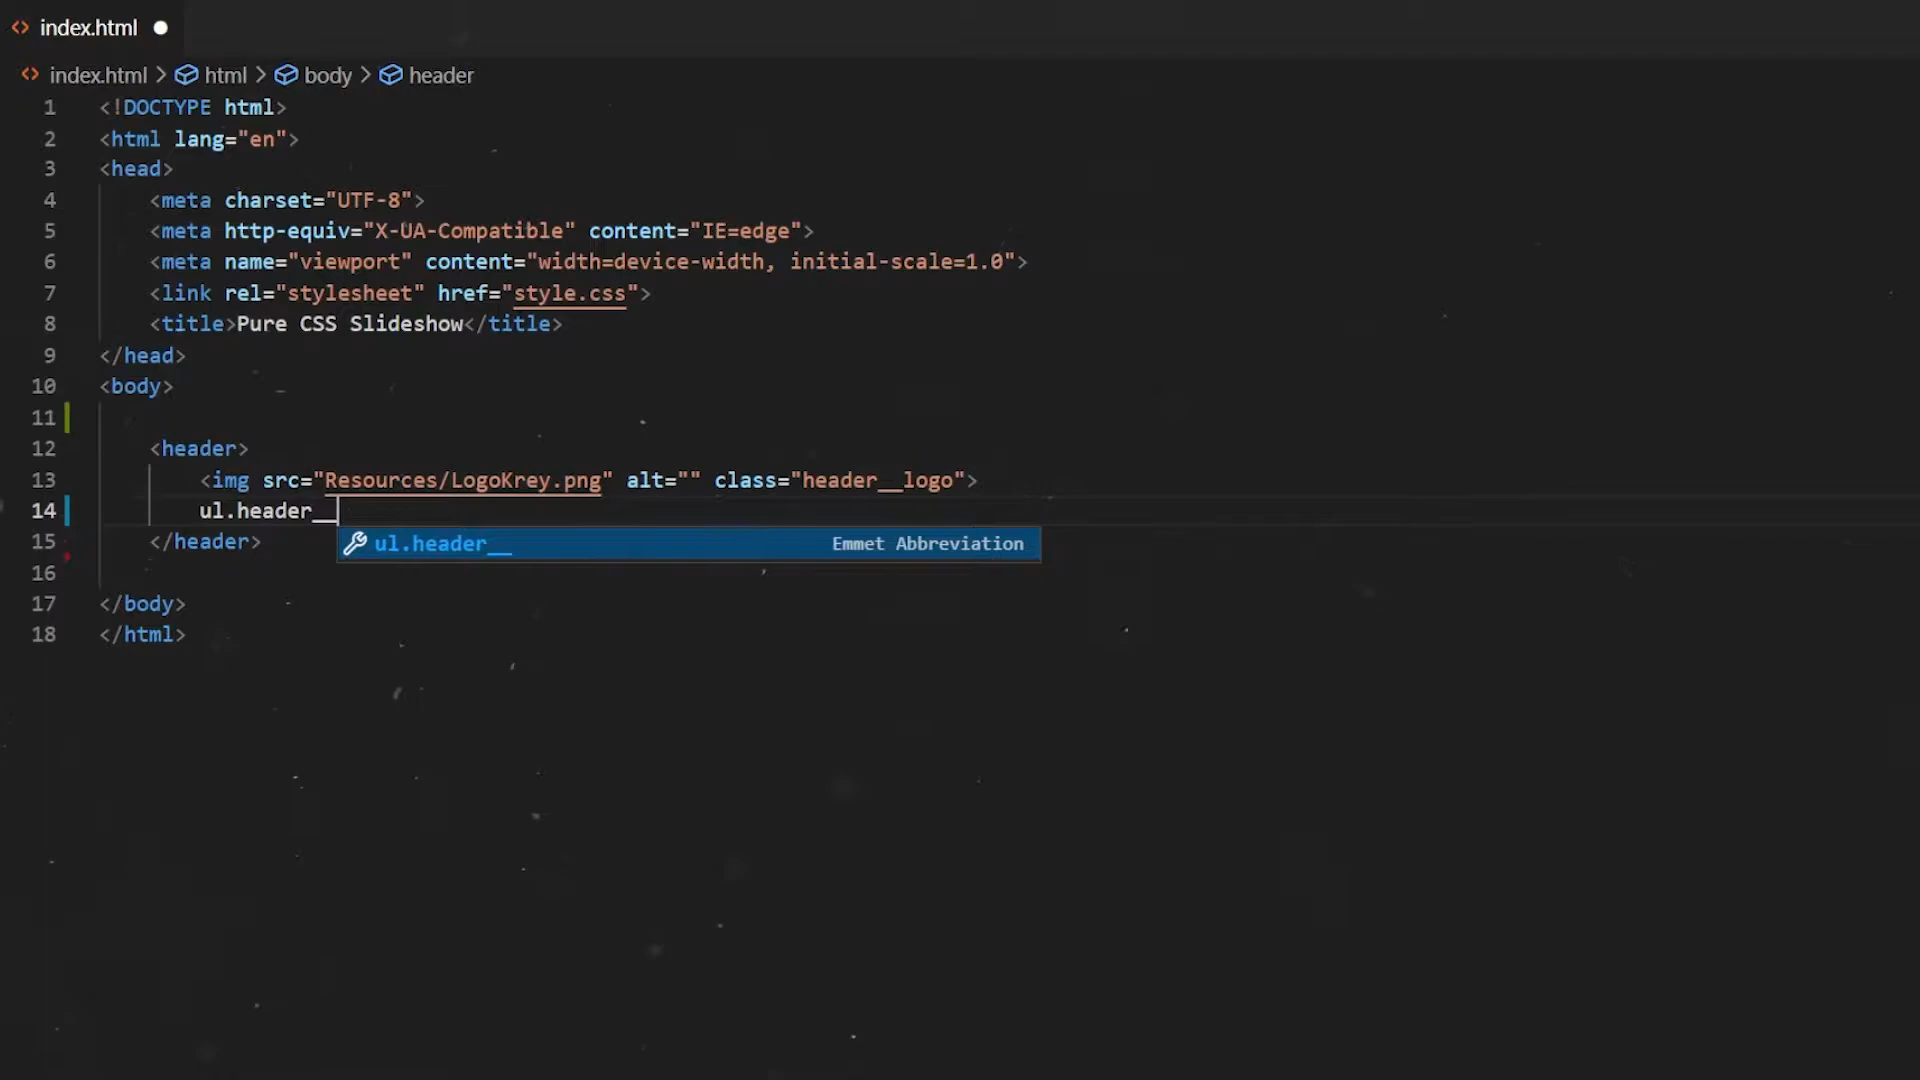 index.html
index.html > html > body > header
1 <!DOCTYPE html>
2 <html lang="en">
3 <head>
4 <meta charset="UTF-8">
5 <meta http-equiv="X-UA-Compatible" content="IE=edge">
6 <meta name="viewport" content="width=device-width, initial-scale=1.0">
7 <link rel="stylesheet" href="style.css">
8 <title>Pure CSS Slideshow</title>
9 </head>
10 <body>
11
12 <header>
13 <img src="Resources/LogoKrey.png" alt="" class="header__logo">
14 ul.header__
ul.header__ Emmet Abbreviation
15 </header>
16
17 </body>
18 </html>